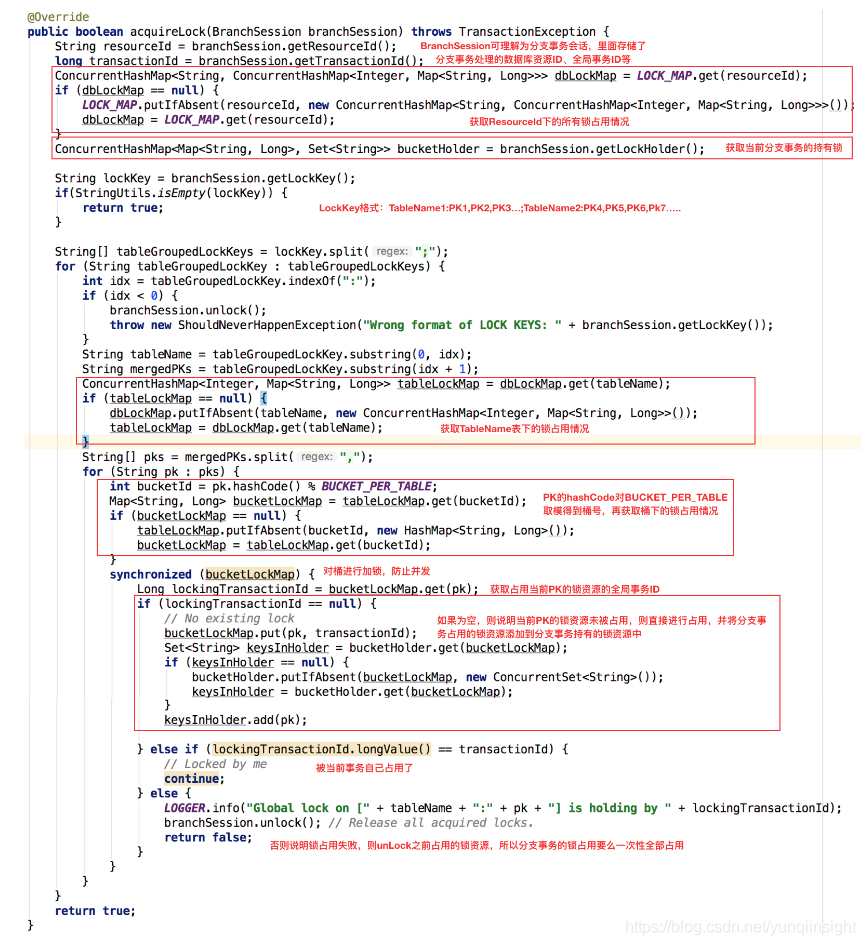 @Override
public boolean acquireLock(BranchSession branchSession) throws TransactionException {
String resourceId = branchSession.getResourceId(); BranchSession可理解为分支事务会话，里面存储了
long transactionId = branchSession.getTransactionId(); 分支事务处理的数据库资源ID、全局事务ID等
ConcurrentHashMap<String, ConcurrentHashMap<Integer, Map<String, Long>>> dbLockMap = LOCK_MAP.get(resourceId);
if (dbLockMap == null) {
LOCK_MAP.putIfAbsent(resourceId, new ConcurrentHashMap<String, ConcurrentHashMap<Integer, Map<String, Long>>>());
dbLockMap = LOCK_MAP.get(resourceId); 获取ResourceId下的所有锁占用情况
}
ConcurrentHashMap<Map<String, Long>, Set<String>> bucketHolder = branchSession.getLockHolder(); 获取当前分支事务的持有锁
String lockKey = branchSession.getLockKey();
if(StringUtils.isEmpty(lockKey)) {
return true; LockKey格式：TableName1:PK1,PK2,PK3...;TableName2:PK4,PK5,PK6,Pk7.....
}
String[] tableGroupedLockKeys = lockKey.split( regex: ";");
for (String tableGroupedLockKey : tableGroupedLockKeys) {
int idx = tableGroupedLockKey.indexOf(":");
if (idx < 0) {
branchSession.unlock();
throw new ShouldNeverHappenException("Wrong format of LOCK KEYS: " + branchSession.getLockKey());
}
String tableName = tableGroupedLockKey.substring(0, idx);
String mergedPKs = tableGroupedLockKey.substring(idx + 1);
ConcurrentHashMap<Integer, Map<String, Long>> tableLockMap = dbLockMap.get(tableName);
if (tableLockMap == null) {
dbLockMap.putIfAbsent(tableName, new ConcurrentHashMap<Integer, Map<String, Long>>());
tableLockMap = dbLockMap.get(tableName); 获取TableName表下的锁占用情况
}
String[] pks = mergedPKs.split( regex: ",");
for (String pk : pks) {
int bucketId = pk.hashCode() % BUCKET_PER_TABLE;
Map<String, Long> bucketLockMap = tableLockMap.get(bucketId); PK的hashCode对BUCKET_PER_TABLE
if (bucketLockMap == null) { 取模得到桶号，再获取桶下的锁占用情况
tableLockMap.putIfAbsent(bucketId, new HashMap<String, Long>());
bucketLockMap = tableLockMap.get(bucketId);
}
synchronized (bucketLockMap) { 对桶进行加锁，防止并发
Long lockingTransactionId = bucketLockMap.get(pk); 获取占用当前PK的锁资源的全局事务ID
if (lockingTransactionId == null) {
// No existing lock 如果为空，则说明当前PK的锁资源未被占用，则直接进行占用，并将分支事
bucketLockMap.put(pk, transactionId); 务占用的锁资源添加到分支事务持有的锁资源中
Set<String> keysInHolder = bucketHolder.get(bucketLockMap);
if (keysInHolder == null) {
bucketHolder.putIfAbsent(bucketLockMap, new ConcurrentSet<String>());
keysInHolder = bucketHolder.get(bucketLockMap);
}
keysInHolder.add(pk);
} else if (lockingTransactionId.longValue() == transactionId) {
// Locked by me 被当前事务自己占用了
continue;
} else {
LOGGER.info("Global lock on [" + tableName + ":" + pk + "] is holding by " + lockingTransactionId);
branchSession.unlock(); // Release all acquired locks.
return false; 否则说明锁占用失败，则unLock之前占用的锁资源，所以分支事务的锁占用要么一次性全部占用
}
}
}
}
return true;
}
https://blog.csdn.net/yunqiinsight